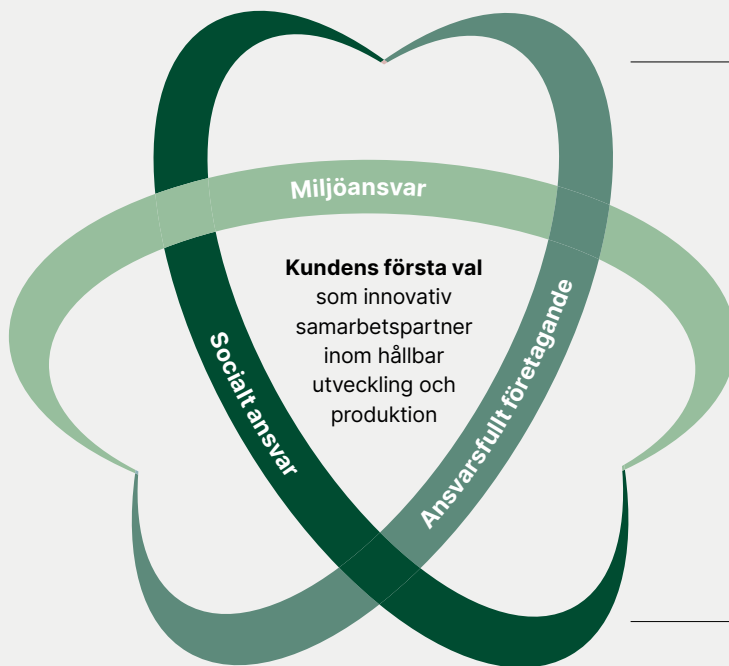 Miljöansvar
Kundens första val
som innovativ
samarbetspartner
inom hållbar
utveckling och
produktion
Socialt ansvar
Ansvarsfullt företagande